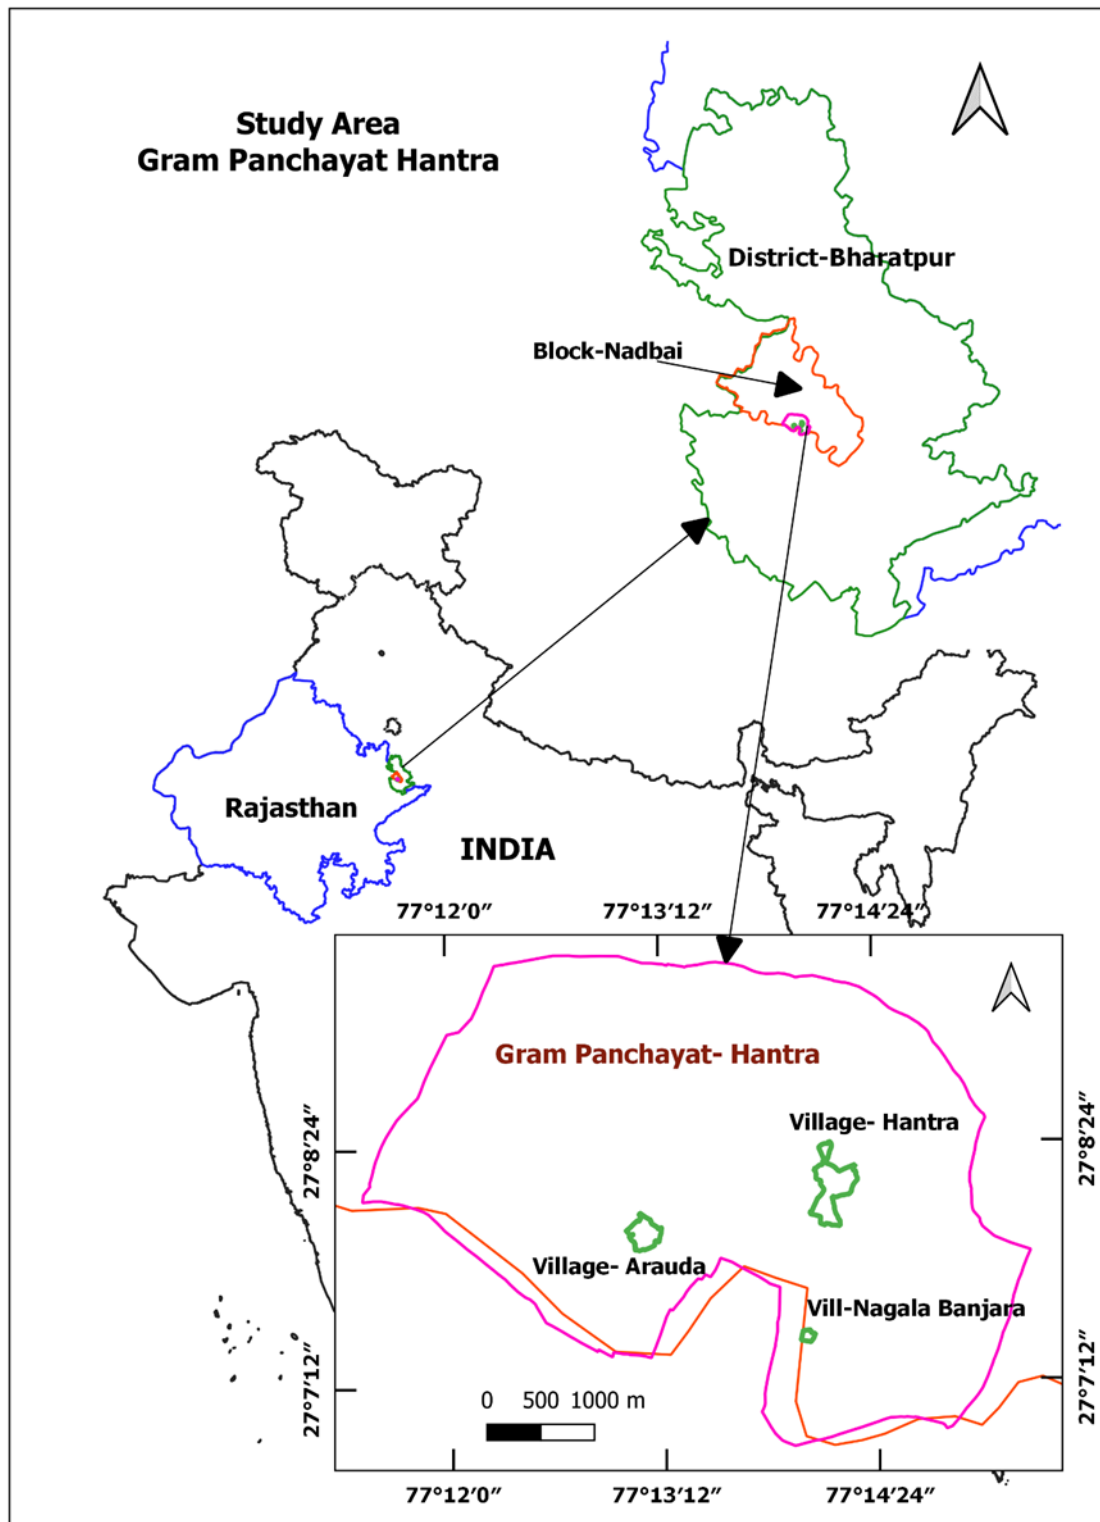 Study Area
Gram Panchayat Hantra
District-Bharatpur
Block-Nadbai
Rajasthan
INDIA
77°12′0″ 77°13′12″ 77°14′24″
Gram Panchayat- Hantra
Village- Hantra
27°8′24″ 27°8′24″
Village- Arauda
Vill-Nagala Banjara
27°7′12″ 27°7′12″
0 500 1000 m
77°12′0″ 77°13′12″ 77°14′24″